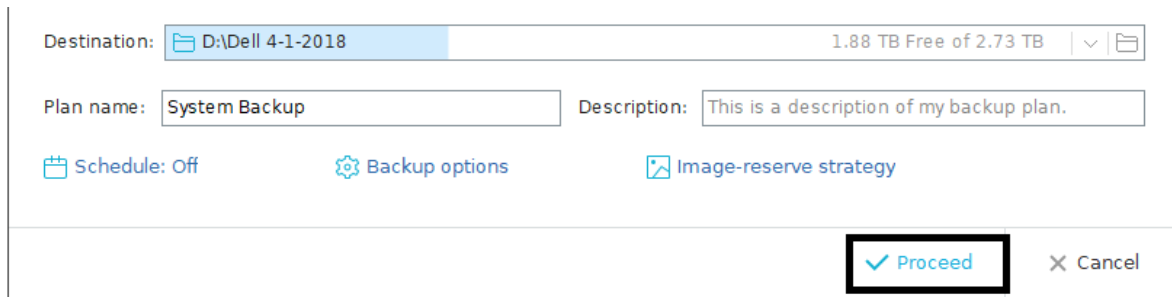 Destination: D:\Dell 4-1-2018 1.88 TB Free of 2.73 TB
Plan name: System Backup Description: This is a description of my backup plan.
Schedule: Off Backup options Image-reserve strategy
Proceed Cancel